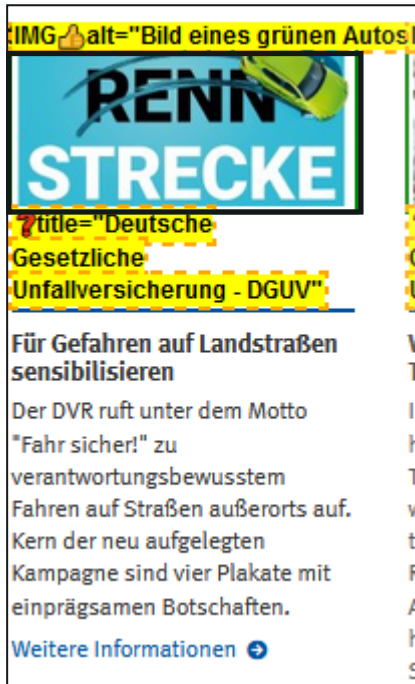 IMG alt="Bild eines grünen Autos
RENN
STRECKE
title="Deutsche
Gesetzliche
Unfallversicherung - DGUV"
Für Gefahren auf Landstraßen
sensibilisieren
Der DVR ruft unter dem Motto
"Fahr sicher!" zu
verantwortungsbewusstem
Fahren auf Straßen außerorts auf.
Kern der neu aufgelegten
Kampagne sind vier Plakate mit
einprägsamen Botschaften.
Weitere Informationen